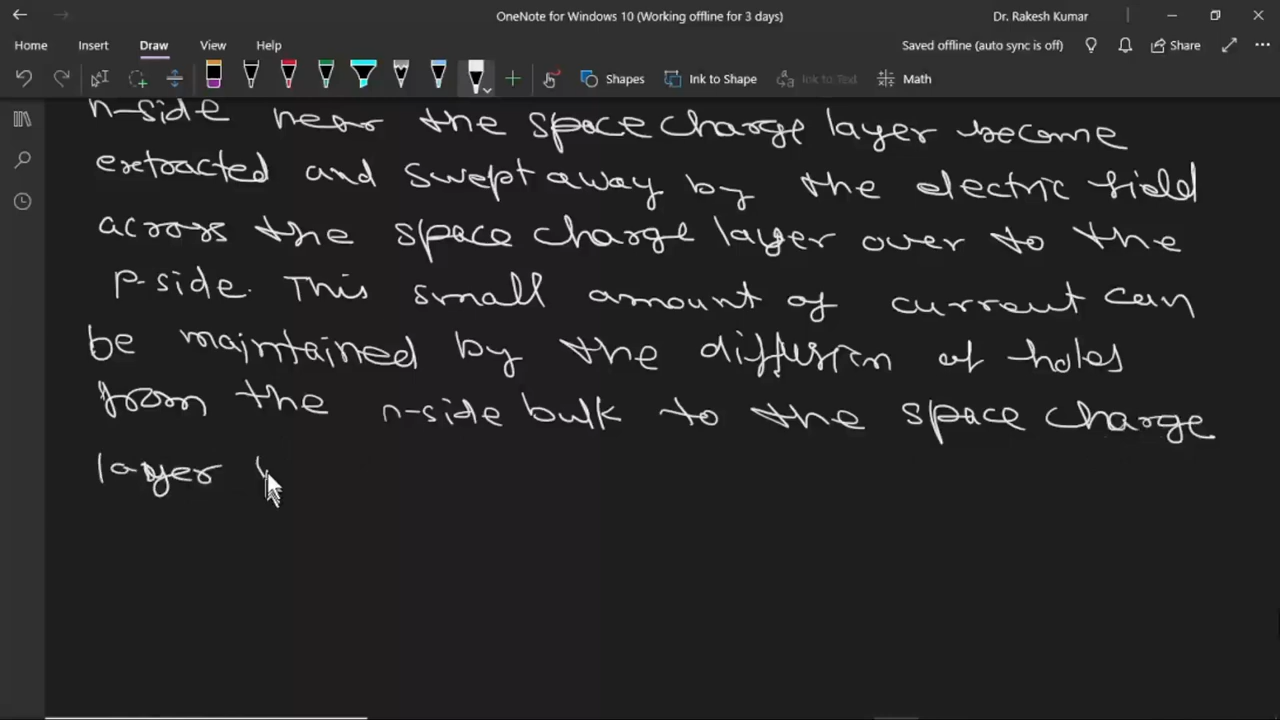 OneNote for Windows 10 (Working offline for 3 days) Dr. Rakesh Kumar
Home Insert Draw View Help Saved offline (auto sync is off) Share
Shapes Ink to Shape Ink to Text Math
n-side near the space charge layer become
extracted and swept away by the electric field
across the space charge layer over to the
p-side. This small amount of current can
be maintained by the diffusion of holes
from the n-side bulk to the space charge
layer